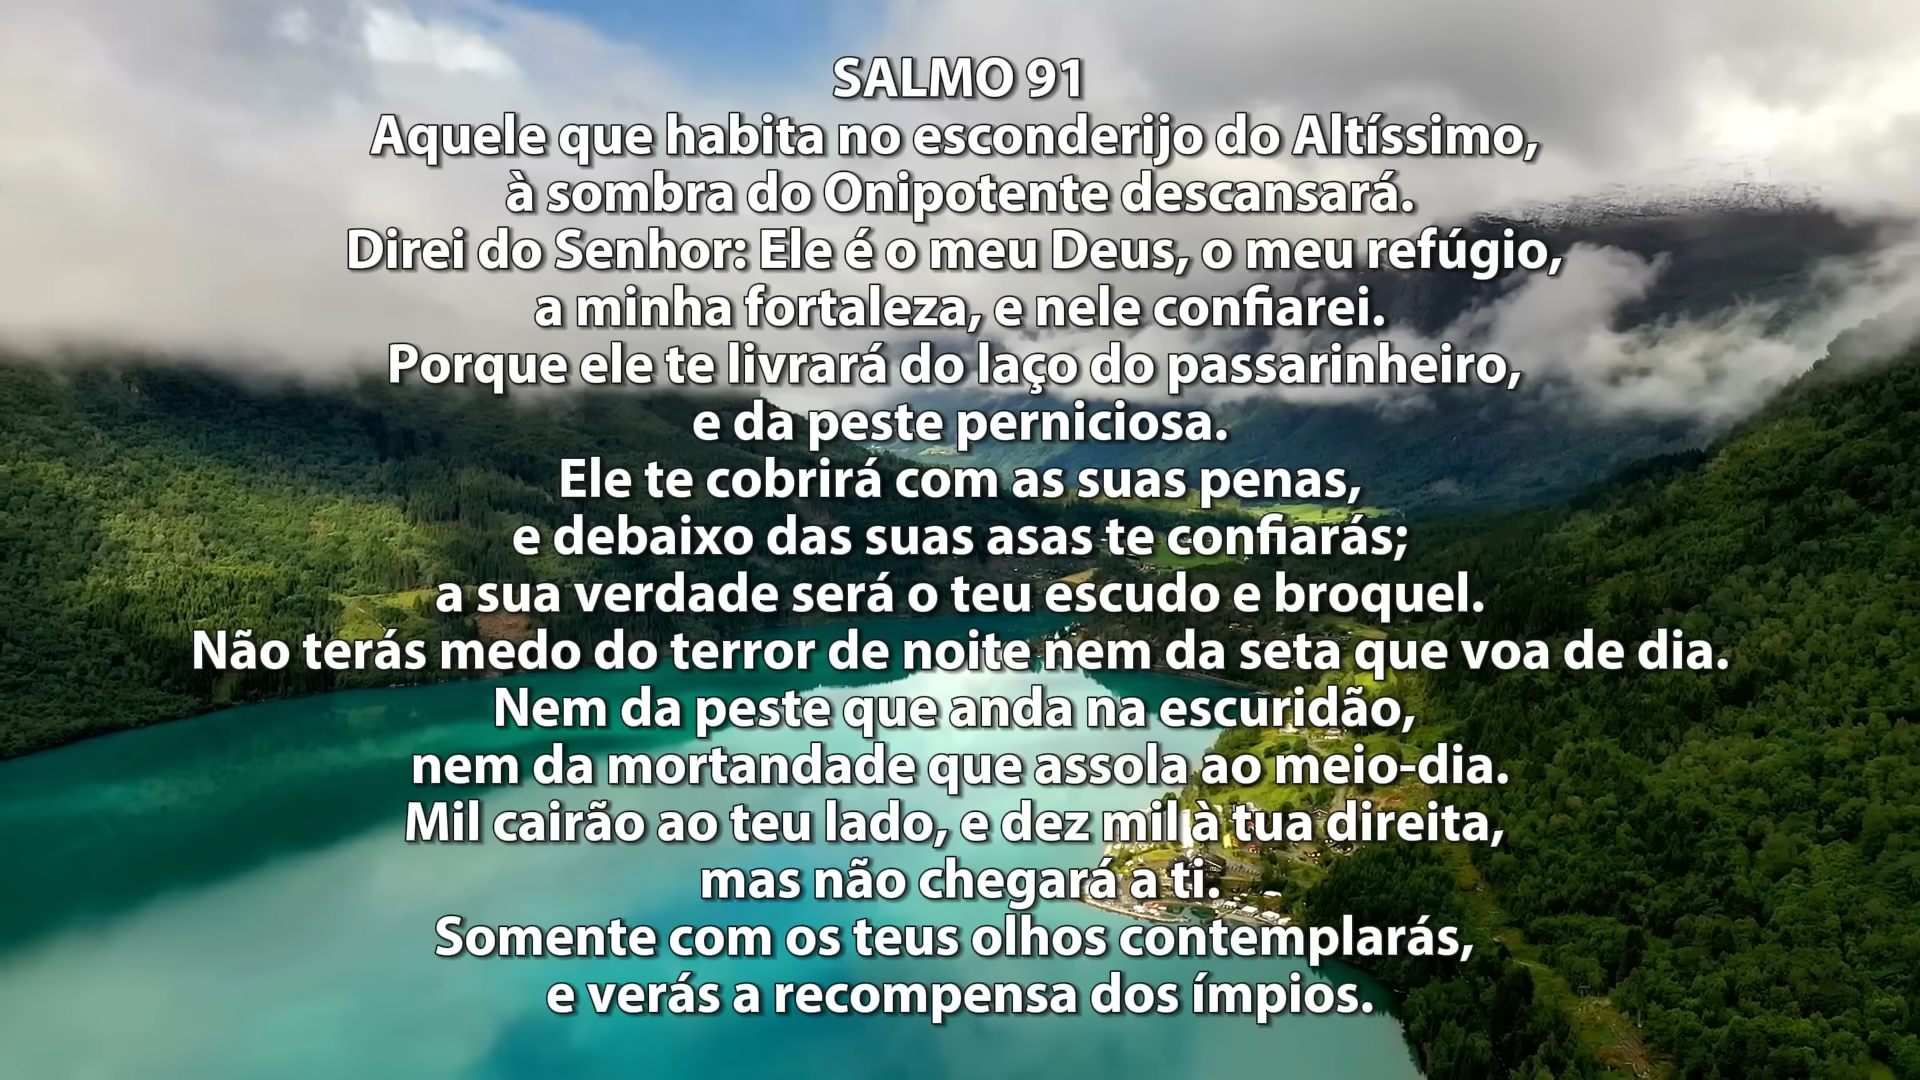 SALMO 91
Aquele que habita no esconderijo do Altíssimo,
à sombra do Onipotente descansará.
Direi do Senhor: Ele é o meu Deus, o meu refúgio,
a minha fortaleza, e nele confiarei.
Porque ele te livrará do laço do passarinheiro,
e da peste perniciosa.
Ele te cobrirá com as suas penas,
e debaixo das suas asas te confiarás;
a sua verdade será o teu escudo e broquel.
Não terás medo do terror de noite nem da seta que voa de dia.
Nem da peste que anda na escuridão,
nem da mortandade que assola ao meio-dia.
Mil cairão ao teu lado, e dez mil à tua direita,
mas não chegará a ti.
Somente com os teus olhos contemplarás,
e verás a recompensa dos ímpios.